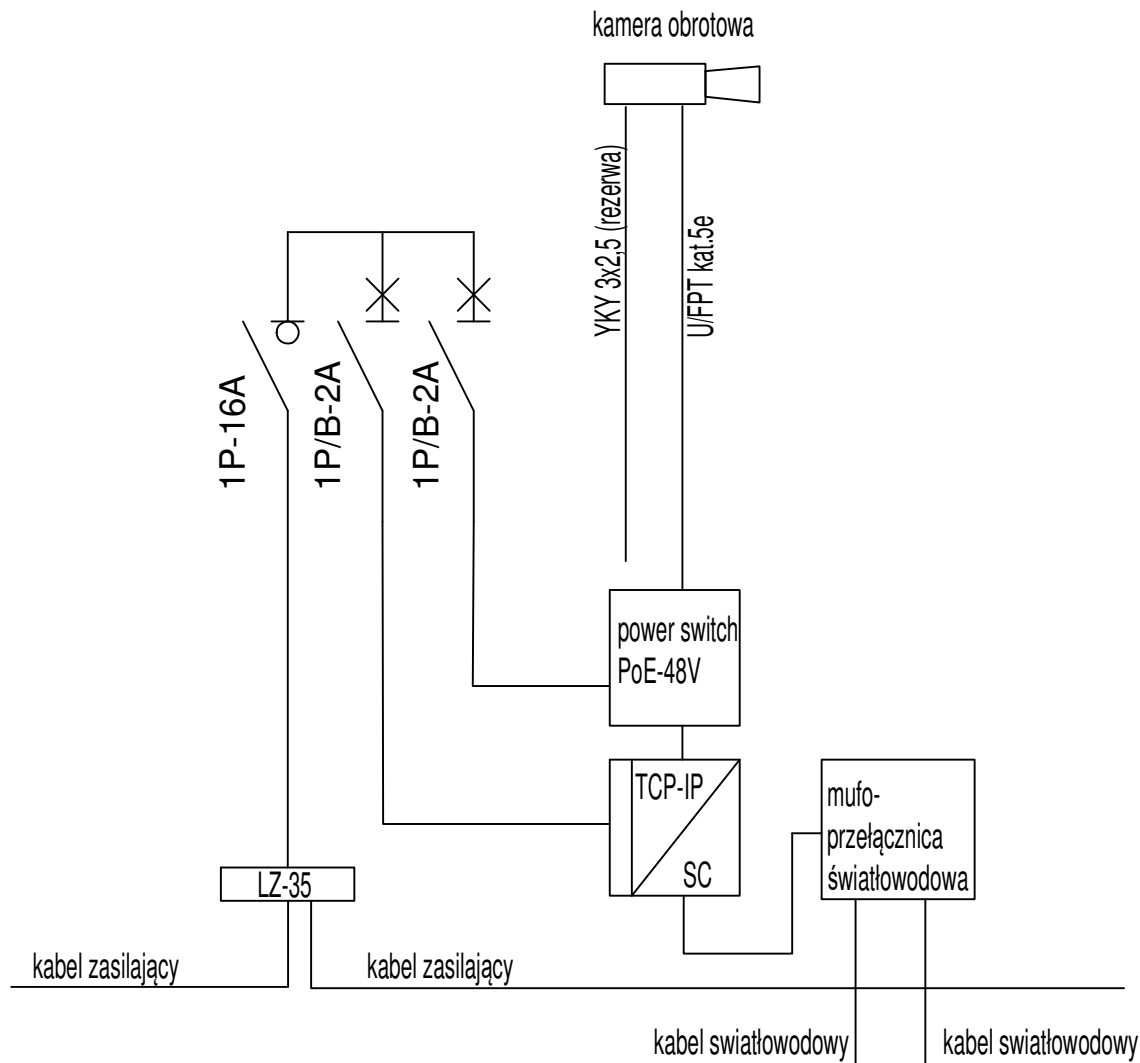 kamera obrotowa
YKY 3x2,5 (rezerwa)
U/FPT kat.5e
1P-16A
1P/B-2A
1P/B-2A
power switch
PoE-48V
TCP-IP
SC
mufo-
przełącznica
światłowodowa
LZ-35
kabel zasilający
kabel zasilający
kabel swiatłowodowy
kabel swiatłowodowy